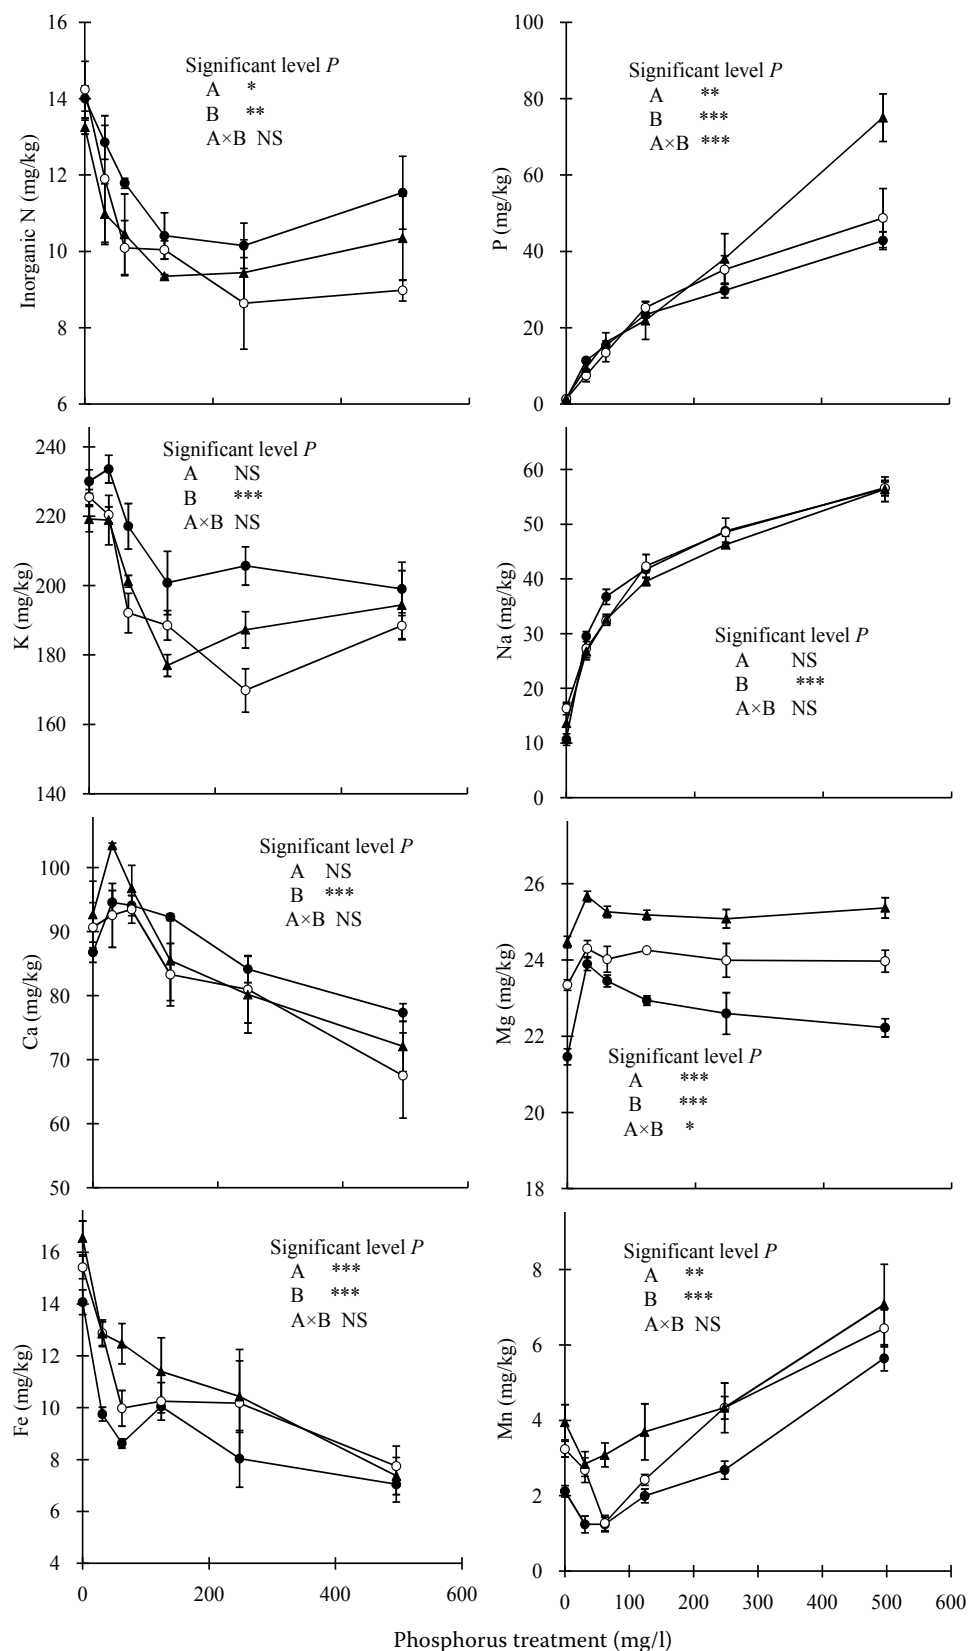 16
14
12
10
8
6
Inorganic N (mg/kg)
Significant level P
A *
B **
A×B NS
100
80
60
40
20
0
P (mg/kg)
Significant level P
A **
B ***
A×B ***
240
220
200
180
160
140
K (mg/kg)
Significant level P
A NS
B ***
A×B NS
60
50
40
30
20
10
0
Na (mg/kg)
Significant level P
A NS
B ***
A×B NS
100
90
80
70
60
50
Ca (mg/kg)
Significant level P
A NS
B ***
A×B NS
26
24
22
20
18
Mg (mg/kg)
Significant level P
A ***
B ***
A×B *
16
14
12
10
8
6
4
Fe (mg/kg)
Significant level P
A ***
B ***
A×B NS
0 200 400 600
8
6
4
2
0
Mn (mg/kg)
Significant level P
A **
B ***
A×B NS
0 100 200 300 400 500 600
Phosphorus treatment (mg/l)